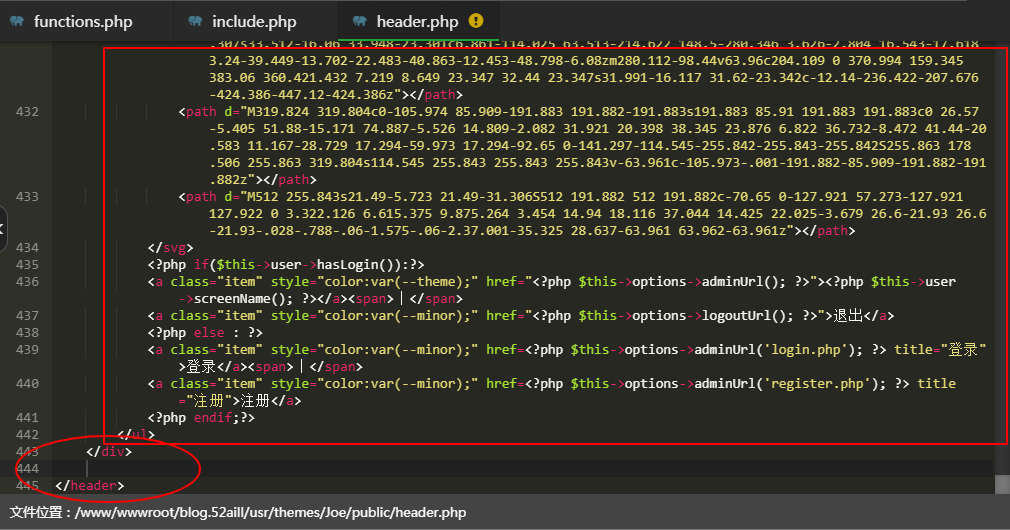 functions.php include.php header.php
.307s33.512-16.06 33.948-23.301c6.861-114.025 63.513-214.622 148.5-280.346 3.626-2.804 16.543-17.618
3.24-39.449-13.702-22.483-40.863-12.453-48.798-6.08zm280.112-98.44v63.96c204.109 0 370.994 159.345
383.06 360.421.432 7.219 8.649 23.347 32.44 23.347s31.991-16.117 31.62-23.342c-12.14-236.422-207.676
-424.386-447.12-424.386z"></path>
432 <path d="M319.824 319.804c0-105.974 85.909-191.883 191.882-191.883s191.883 85.91 191.883 191.883c0 26.57
-5.405 51.88-15.171 74.887-5.526 14.809-2.082 31.921 20.398 38.345 23.876 6.822 36.732-8.472 41.44-20
.583 11.167-28.729 17.294-59.973 17.294-92.65 0-141.297-114.545-255.842-255.843-255.842S255.863 178
.506 255.863 319.804s114.545 255.843 255.843 255.843v-63.961c-105.973-.001-191.882-85.909-191.882-191
.882z"></path>
433 <path d="M512 255.843s21.49-5.723 21.49-31.306S512 191.882 512 191.882c-70.65 0-127.921 57.273-127.921
127.922 0 3.322.126 6.615.375 9.875.264 3.454 14.94 18.116 37.044 14.425 22.025-3.679 26.6-21.93 26.6
-21.93-.028-.788-.06-1.575-.06-2.37.001-35.325 28.637-63.961 63.962-63.961z"></path>
434 </svg>
435 <?php if($this->user->hasLogin()):?>
436 <a class="item" style="color:var(--theme);" href="<?php $this->options->adminUrl(); ?>"><?php $this->user
->screenName(); ?></a><span>|</span>
437 <a class="item" style="color:var(--minor);" href="<?php $this->options->logoutUrl(); ?>">退出</a>
438 <?php else : ?>
439 <a class="item" style="color:var(--minor);" href=<?php $this->options->adminUrl('login.php'); ?> title="登录"
>登录</a><span>|</span>
440 <a class="item" style="color:var(--minor);" href=<?php $this->options->adminUrl('register.php'); ?> title
="注册">注册</a>
441 <?php endif;?>
442 </ul>
443 </div>
444
445 </header>
文件位置：/www/wwwroot/blog.52aill/usr/themes/Joe/public/header.php